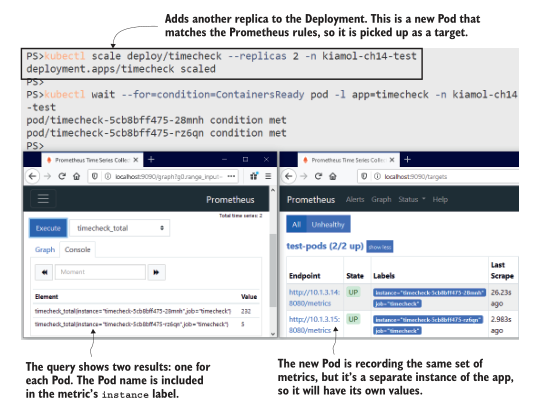 Adds another replica to the Deployment. This is a new Pod that
matches the Prometheus rules, so it is picked up as a target.
PS>kubectl scale deploy/timecheck --replicas 2 -n kiamol-ch14-test
deployment.apps/timecheck scaled
PS>
PS>kubectl wait --for=condition=ContainersReady pod -l app=timecheck -n kiamol-ch14
-test
pod/timecheck-5cb8bff475-28mnh condition met
pod/timecheck-5cb8bff475-rz6qn condition met
PS>
Prometheus Time Series Collec
localhost:9090/graph?g0.range_input=
Prometheus
Total time series: 2
Execute timecheck_total
Graph Console
Moment
Element Value
timecheck_total{instance="timecheck-5cb8bff475-28mnh",job="timecheck"} 232
timecheck_total{instance="timecheck-5cb8bff475-rz6qn",job="timecheck"} 5
Prometheus Time Series Collec
localhost:9090/targets
Prometheus Alerts Graph Status Help
All Unhealthy
test-pods (2/2 up) show less
Endpoint State Labels Last Scrape
http://10.1.3.14:8080/metrics UP instance="timecheck-5cb8bff475-28mnh" job="timecheck" 26.23s ago
http://10.1.3.15:8080/metrics UP instance="timecheck-5cb8bff475-rz6qn" job="timecheck" 2.983s ago
The query shows two results: one for
each Pod. The Pod name is included
in the metric's instance label.
The new Pod is recording the same set of
metrics, but it's a separate instance of the app,
so it will have its own values.